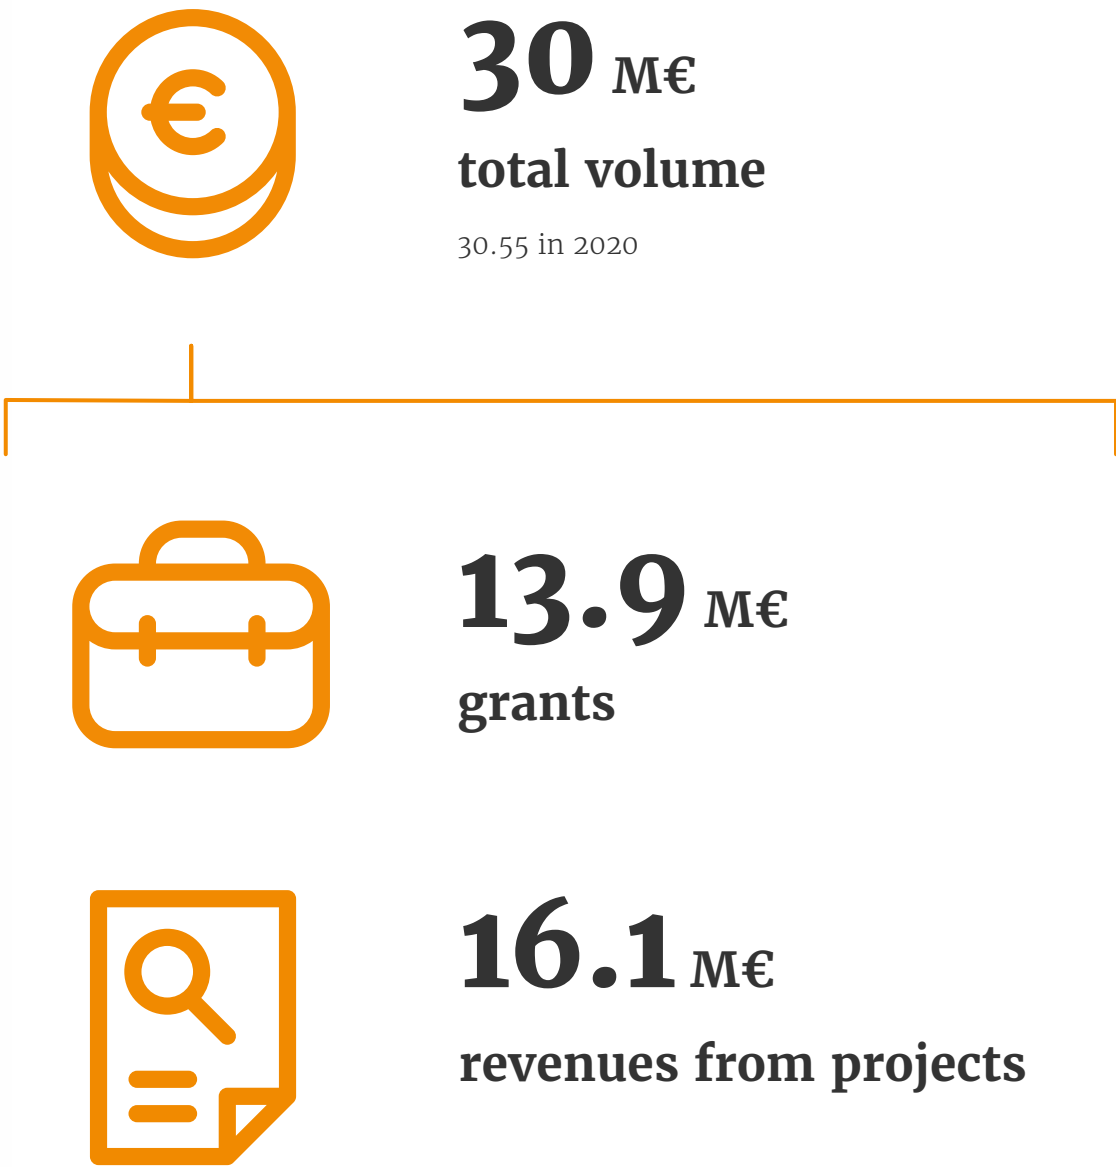 30 M€
total volume
30.55 in 2020
13.9 M€
grants
16.1 M€
revenues from projects